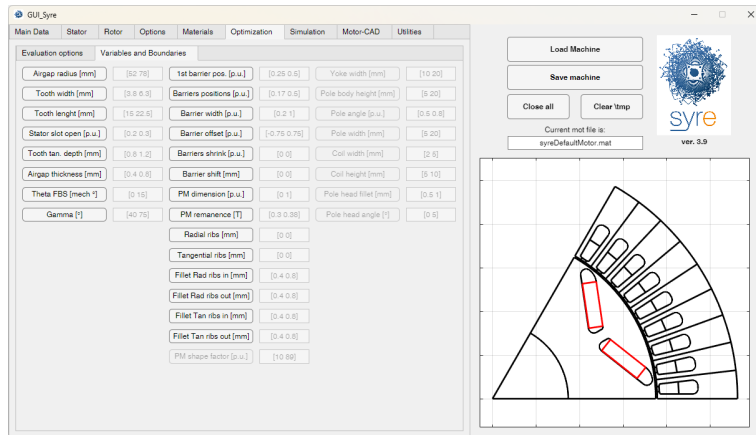 GUI_Syre
Main Data Stator Rotor Options Materials Optimization Simulation Motor-CAD Utilities
Evaluation options Variables and Boundaries
Airgap radius [mm] [52 78] 1st barrier pos. [p.u.] [0.25 0.5] Yoke width [mm] [10 20]
Tooth width [mm] [3.8 6.3] Barriers positions [p.u.] [0.17 0.5] Pole body height [mm] [5 20]
Tooth lenght [mm] [15 22.5] Barrier width [p.u.] [0.2 1] Pole angle [p.u.] [0.5 0.8]
Stator slot open [p.u.] [0.2 0.3] Barrier offset [p.u.] [-0.75 0.75] Pole width [mm] [5 20]
Tooth tan. depth [mm] [0.6 1.2] Barriers shrink [p.u.] [0 0] Coil width [mm] [2 5]
Airgap thickness [mm] [0.4 0.8] Barrier shift [mm] [0 0] Coil height [mm] [5 10]
Theta FBS [mech °] [0 15] PM dimension [p.u.] [0 1] Pole head fillet [mm] [0.5 1]
Gamma [°] [40 75] PM remanence [T] [0.3 0.38] Pole head angle [°] [0 5]
Radial ribs [mm] [0 0]
Tangential ribs [mm] [0 0]
Fillet Rad ribs in [mm] [0.4 0.8]
Fillet Rad ribs out [mm] [0.4 0.8]
Fillet Tan ribs in [mm] [0.4 0.8]
Fillet Tan ribs out [mm] [0.4 0.8]
PM shape factor [p.u.] [10 89]
Load Machine
Save machine
Close all Clear \tmp
Current mot file is:
syreDefaultMotor.mat
syre
ver. 3.9